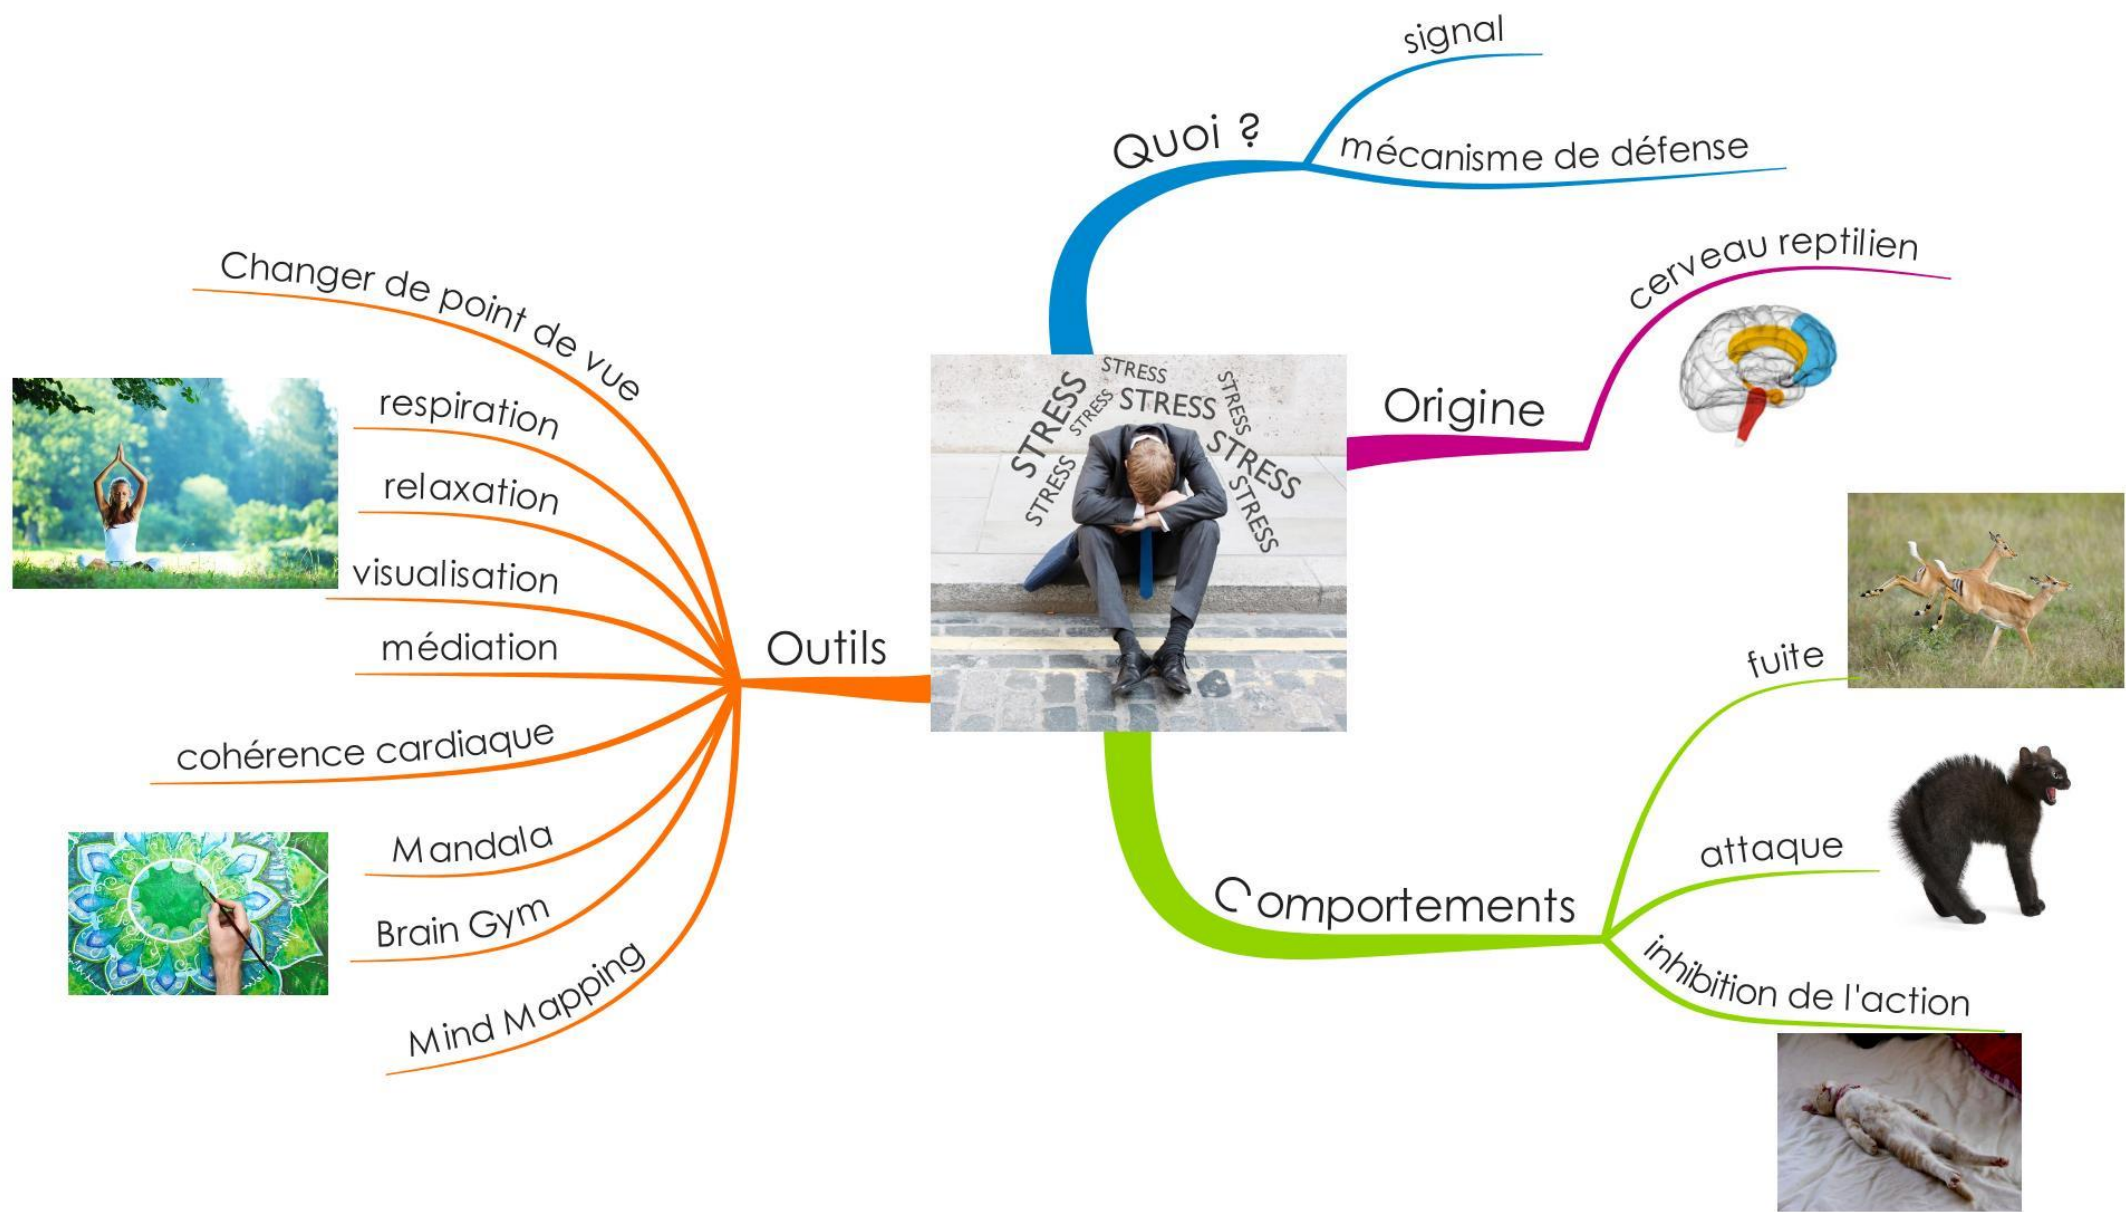 Quoi ?
signal
mécanisme de défense
Origine
cerveau reptilien
Comportements
fuite
attaque
inhibition de l'action
Outils
Changer de point de vue
respiration
relaxation
visualisation
médiation
cohérence cardiaque
Mandala
Brain Gym
Mind Mapping
STRESS
STRESS
STRESS
STRESS
STRESS
STRESS
STRESS
STRESS